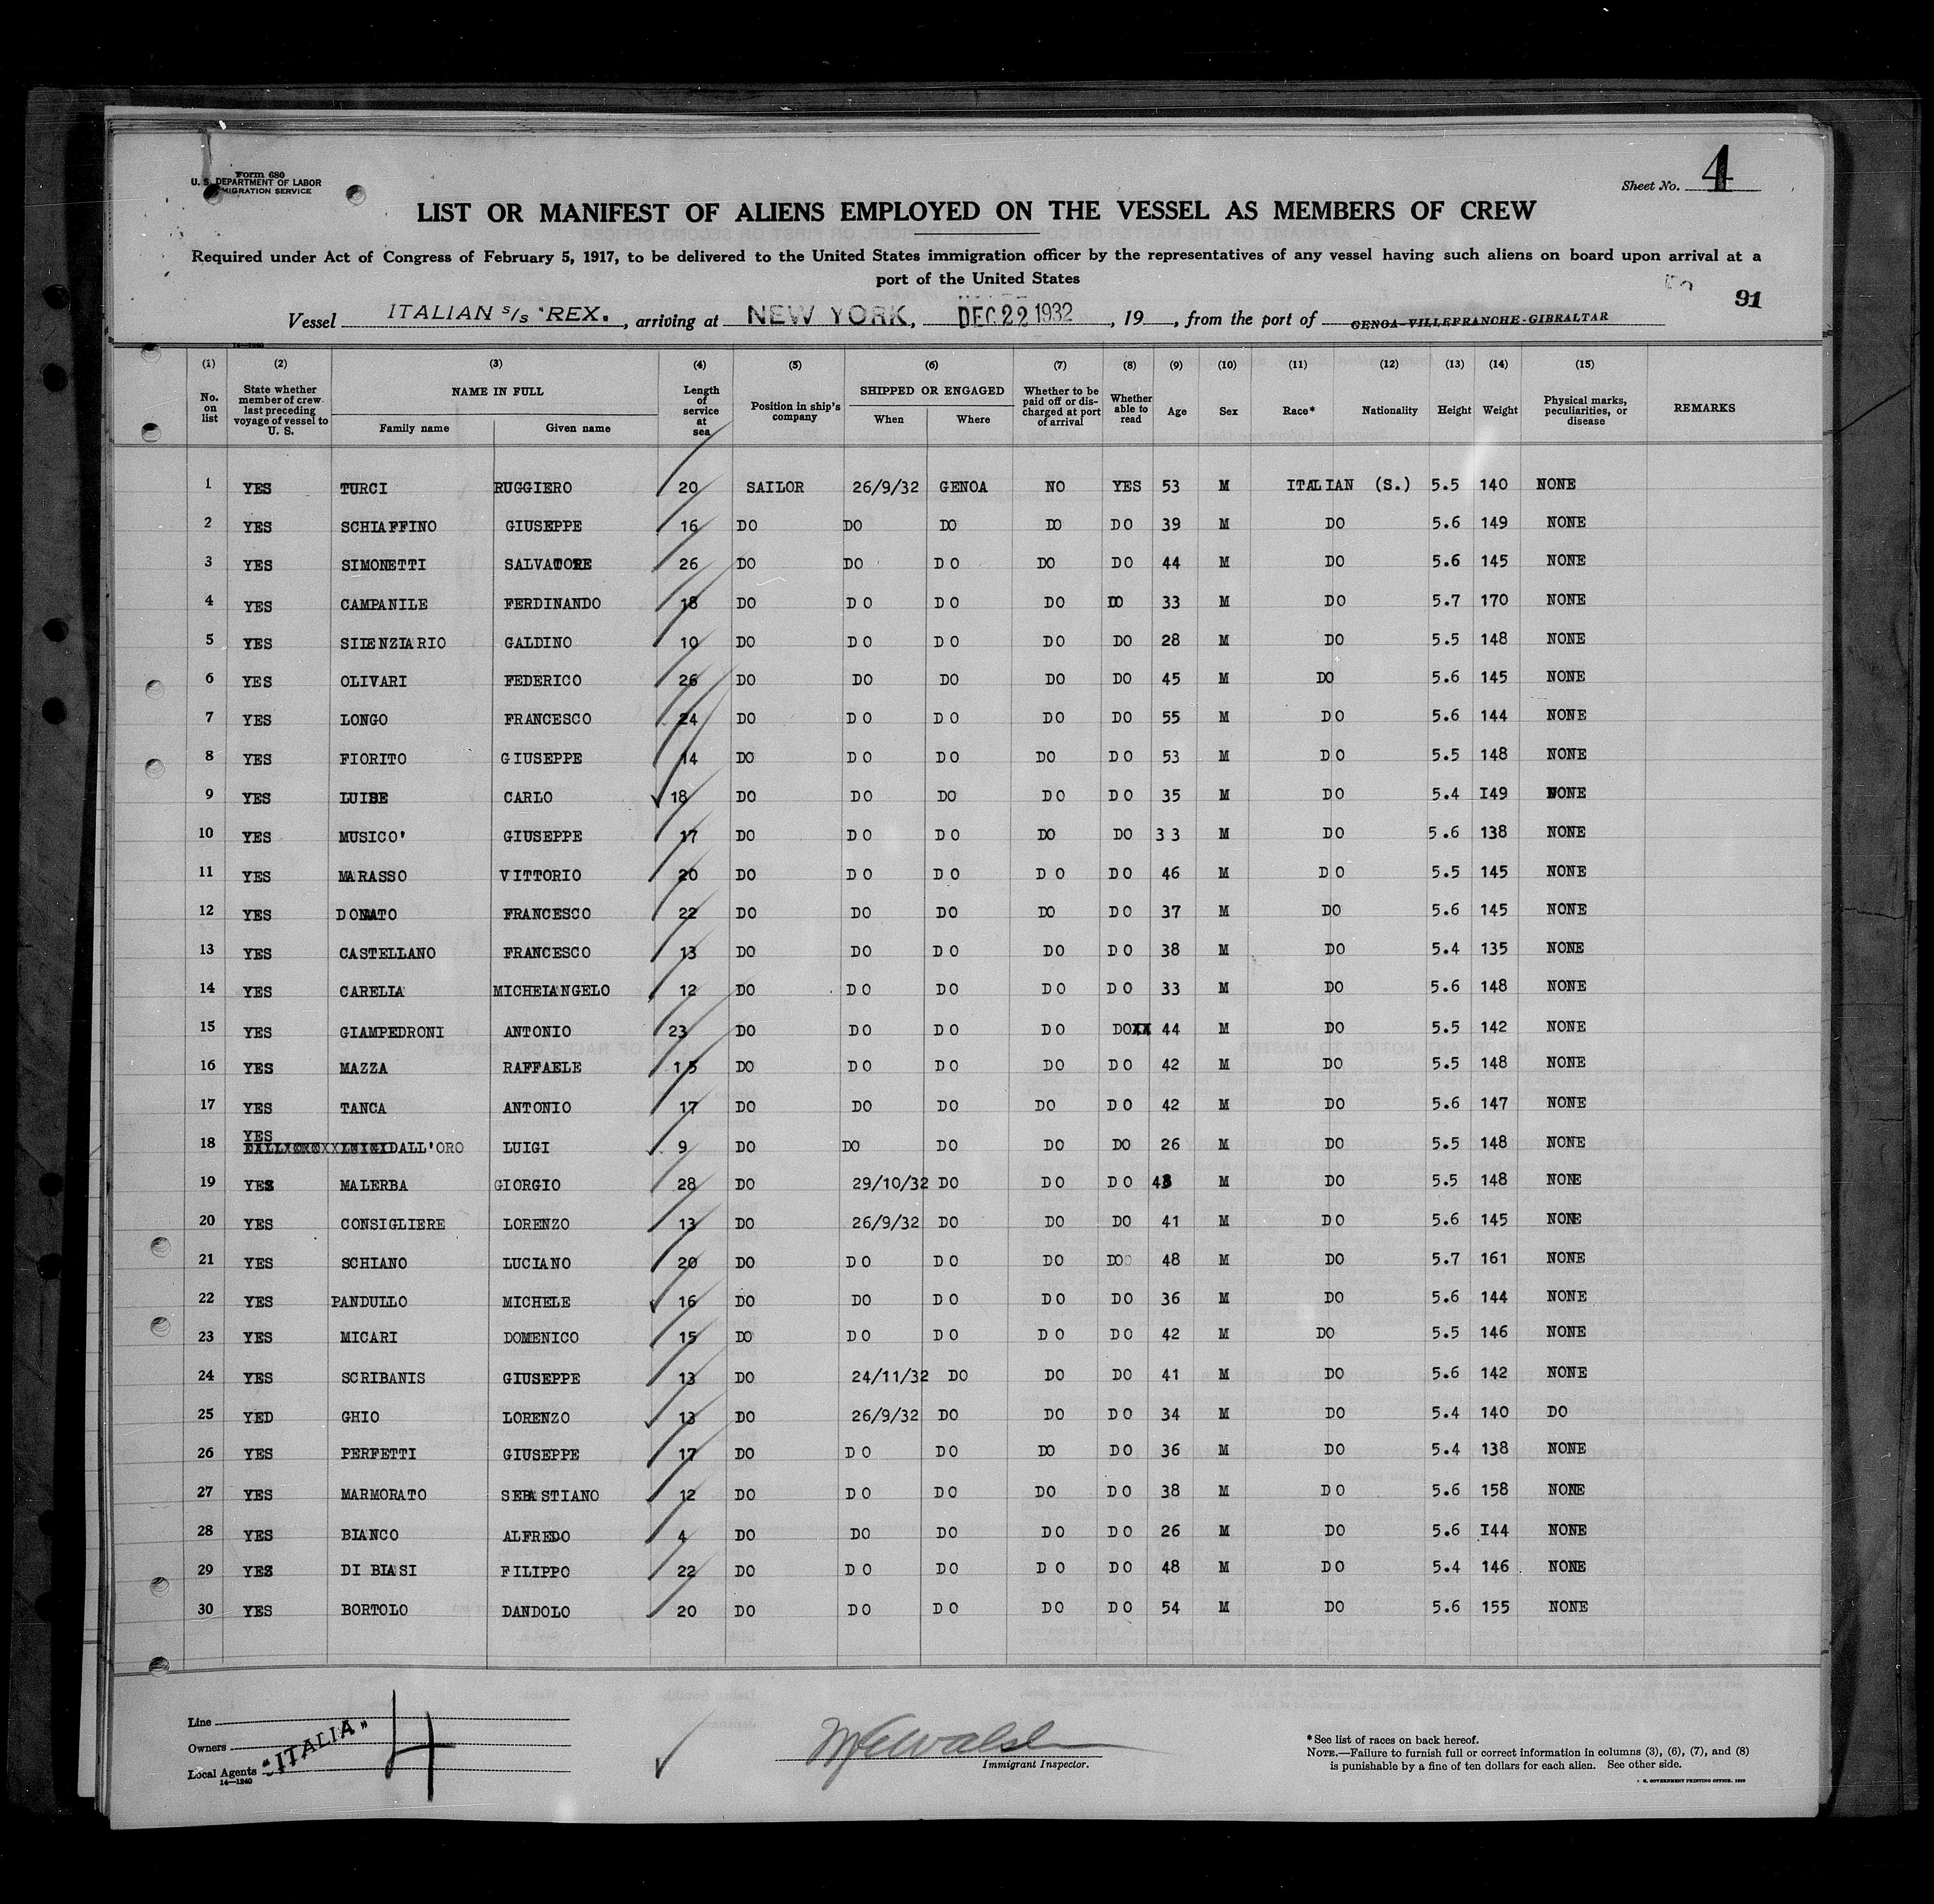 Form 680
U. S. DEPARTMENT OF LABOR
IMMIGRATION SERVICE
Sheet No. 4
LIST OR MANIFEST OF ALIENS EMPLOYED ON THE VESSEL AS MEMBERS OF CREW
Required under Act of Congress of February 5, 1917, to be delivered to the United States immigration officer by the representatives of any vessel having such aliens on board upon arrival at a
port of the United States
91
Vessel ITALIAN S/S "REX. , arriving at NEW YORK, DEC 22 1932 , 19 , from the port of GENOA-VILLEFRANCHE-GIBRALTAR
14—1240
(1) (2) (3) (4) (5) (6) (7) (8) (9) (10) (11) (12) (13) (14) (15)
No. on list State whether member of crew last preceding voyage of vessel to U. S. NAME IN FULL Family name Given name Length of service at sea Position in ship's company SHIPPED OR ENGAGED When Where Whether to be paid off or discharged at port of arrival Whether able to read Age Sex Race* Nationality Height Weight Physical marks, peculiarities, or disease REMARKS
1 YES TURCI RUGGIERO 20 SAILOR 26/9/32 GENOA NO YES 53 M ITALIAN (S.) 5.5 140 NONE
2 YES SCHIAFFINO GIUSEPPE 16 DO DO DO DO DO 39 M DO 5.6 149 NONE
3 YES SIMONETTI SALVATORE 26 DO DO DO DO DO 44 M DO 5.6 145 NONE
4 YES CAMPANILE FERDINANDO 18 DO DO DO DO DO 33 M DO 5.7 170 NONE
5 YES SILENZIARIO GALDINO 10 DO DO DO DO DO 28 M DO 5.5 148 NONE
6 YES OLIVARI FEDERICO 26 DO DO DO DO DO 45 M DO 5.6 145 NONE
7 YES LONGO FRANCESCO 24 DO DO DO DO DO 55 M DO 5.6 144 NONE
8 YES FIORITO GIUSEPPE 14 DO DO DO DO DO 53 M DO 5.5 148 NONE
9 YES LUISE CARLO 18 DO DO DO DO DO 35 M DO 5.4 I49 NONE
10 YES MUSICO' GIUSEPPE 17 DO DO DO DO DO 33 M DO 5.6 138 NONE
11 YES MARASSO VITTORIO 20 DO DO DO DO DO 46 M DO 5.5 145 NONE
12 YES DONATO FRANCESCO 22 DO DO DO DO DO 37 M DO 5.6 145 NONE
13 YES CASTELLANO FRANCESCO 13 DO DO DO DO DO 38 M DO 5.4 135 NONE
14 YES CARELLA MICHELANGELO 12 DO DO DO DO DO 33 M DO 5.6 148 NONE
15 YES GIAMPEDRONI ANTONIO 23 DO DO DO DO DOXX 44 M DO 5.5 142 NONE
16 YES MAZZA RAFFAELE 15 DO DO DO DO DO 42 M DO 5.5 148 NONE
17 YES TANCA ANTONIO 17 DO DO DO DO DO 42 M DO 5.6 147 NONE
18 YES DALL'ORO LUIGI 9 DO DO DO DO DO 26 M DO 5.5 148 NONE
19 YES MALERBA GIORGIO 28 DO 29/10/32 DO DO DO 43 M DO 5.5 148 NONE
20 YES CONSIGLIERE LORENZO 13 DO 26/9/32 DO DO DO 41 M DO 5.6 145 NONE
21 YES SCHIANO LUCIANO 20 DO DO DO DO DO 48 M DO 5.7 161 NONE
22 YES PANDULLO MICHELE 16 DO DO DO DO DO 36 M DO 5.6 144 NONE
23 YES MICARI DOMENICO 15 DO DO DO DO DO 42 M DO 5.5 146 NONE
24 YES SCRIBANIS GIUSEPPE 13 DO 24/11/32 DO DO DO 41 M DO 5.6 142 NONE
25 YED GHIO LORENZO 13 DO 26/9/32 DO DO DO 34 M DO 5.4 140 DO
26 YES PERFETTI GIUSEPPE 17 DO DO DO DO DO 36 M DO 5.4 138 NONE
27 YES MARMORATO SEBASTIANO 12 DO DO DO DO DO 38 M DO 5.6 158 NONE
28 YES BIANCO ALFREDO 4 DO DO DO DO DO 26 M DO 5.6 I44 NONE
29 YES DI BIASI FILIPPO 22 DO DO DO DO DO 48 M DO 5.4 146 NONE
30 YES BORTOLO DANDOLO 20 DO DO DO DO DO 54 M DO 5.6 155 NONE
Line
Owners "ITALIA" 4
Local Agents
14—1240
Immigrant Inspector.
*See list of races on back hereof.
NOTE.—Failure to furnish full or correct information in columns (3), (6), (7), and (8)
is punishable by a fine of ten dollars for each alien. See other side.